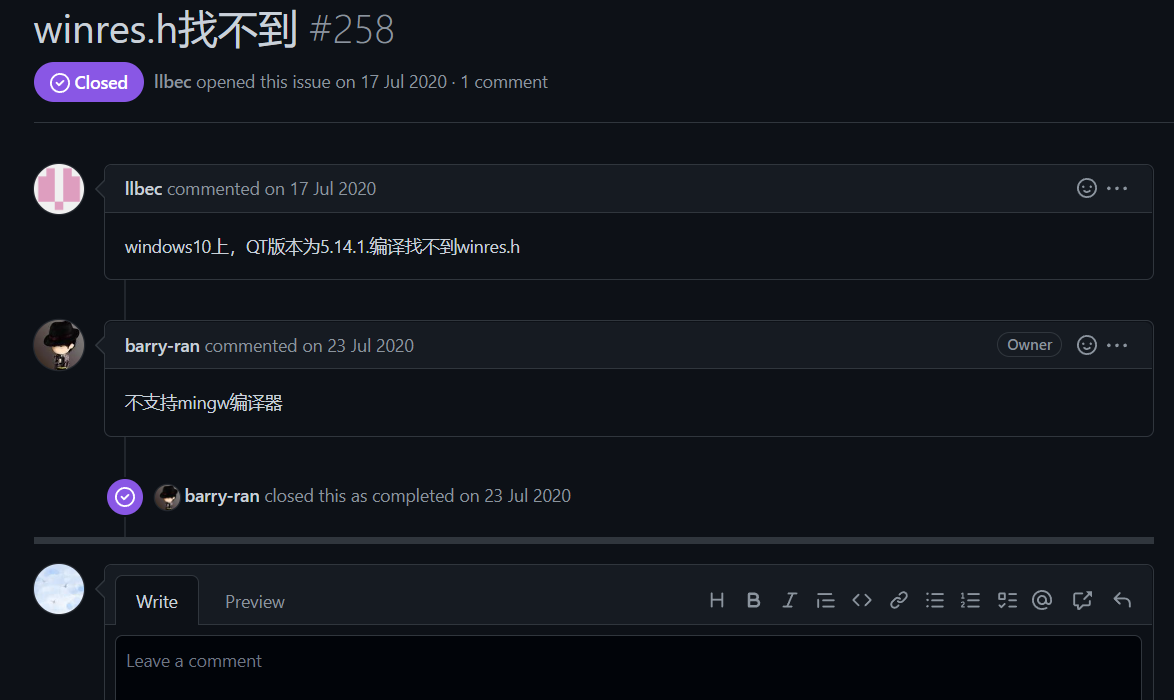 winres.h找不到 #258
Closed llbec opened this issue on 17 Jul 2020 · 1 comment
llbec commented on 17 Jul 2020
windows10上，QT版本为5.14.1.编译找不到winres.h
barry-ran commented on 23 Jul 2020 Owner
不支持mingw编译器
barry-ran closed this as completed on 23 Jul 2020
Write Preview
Leave a comment